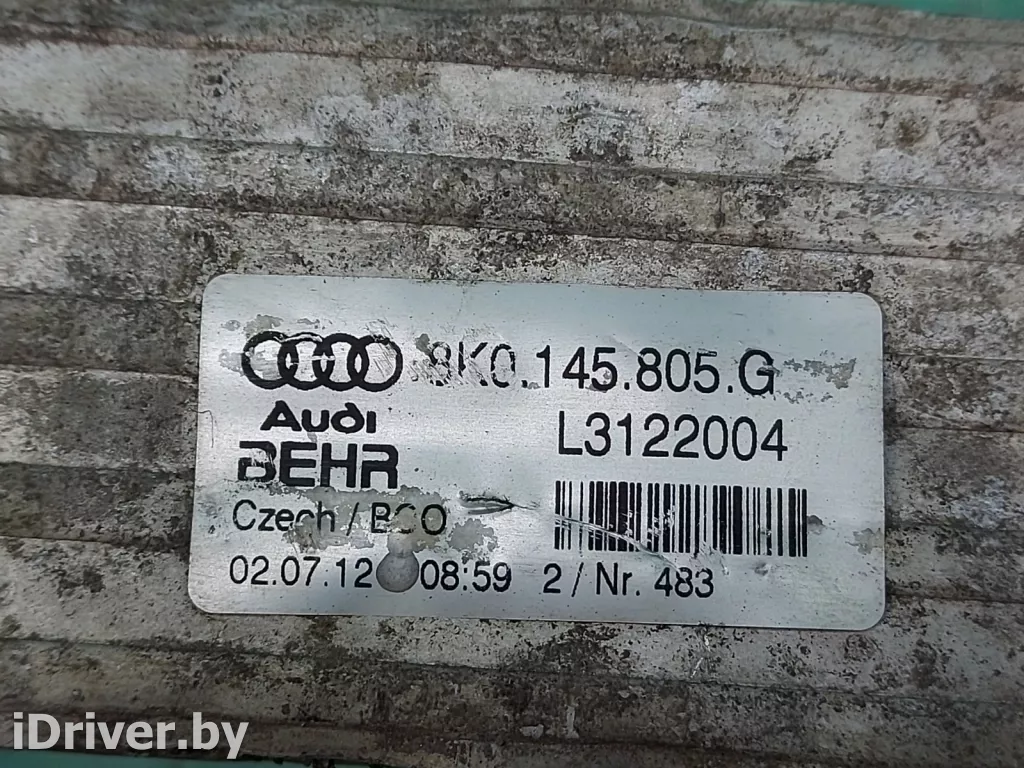 8K0.145.805.G
Audi
L3122004
BEHR
Czech / BCO
02.07.12 08:59 2 / Nr. 483
iDriver.by